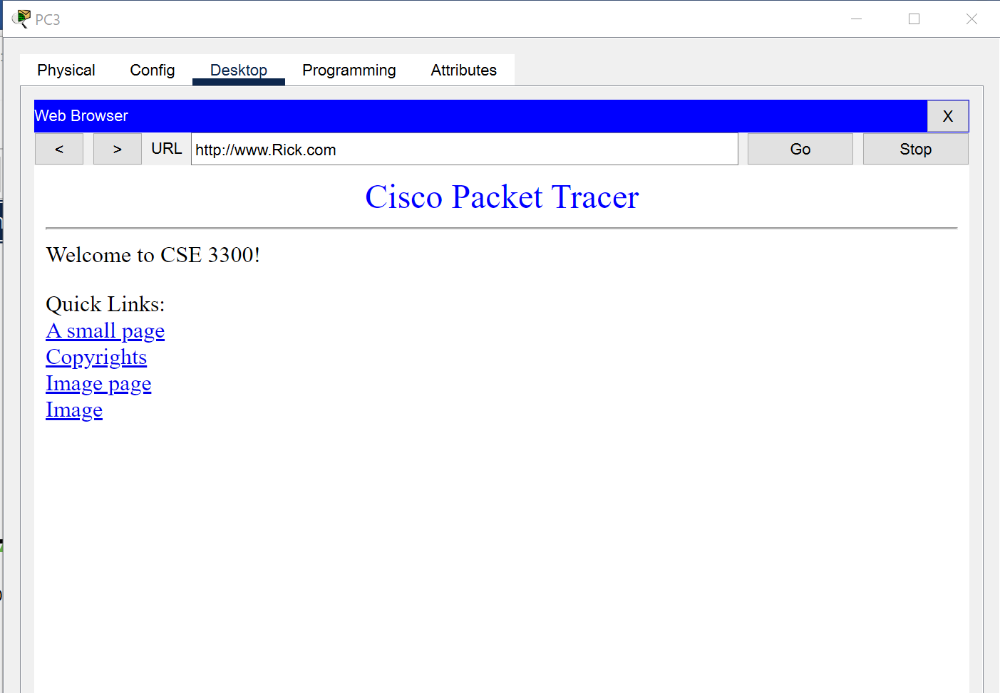 PC3
Physical Config Desktop Programming Attributes
Web Browser X
< > URL http://www.Rick.com Go Stop
Cisco Packet Tracer
Welcome to CSE 3300!
Quick Links:
A small page
Copyrights
Image page
Image